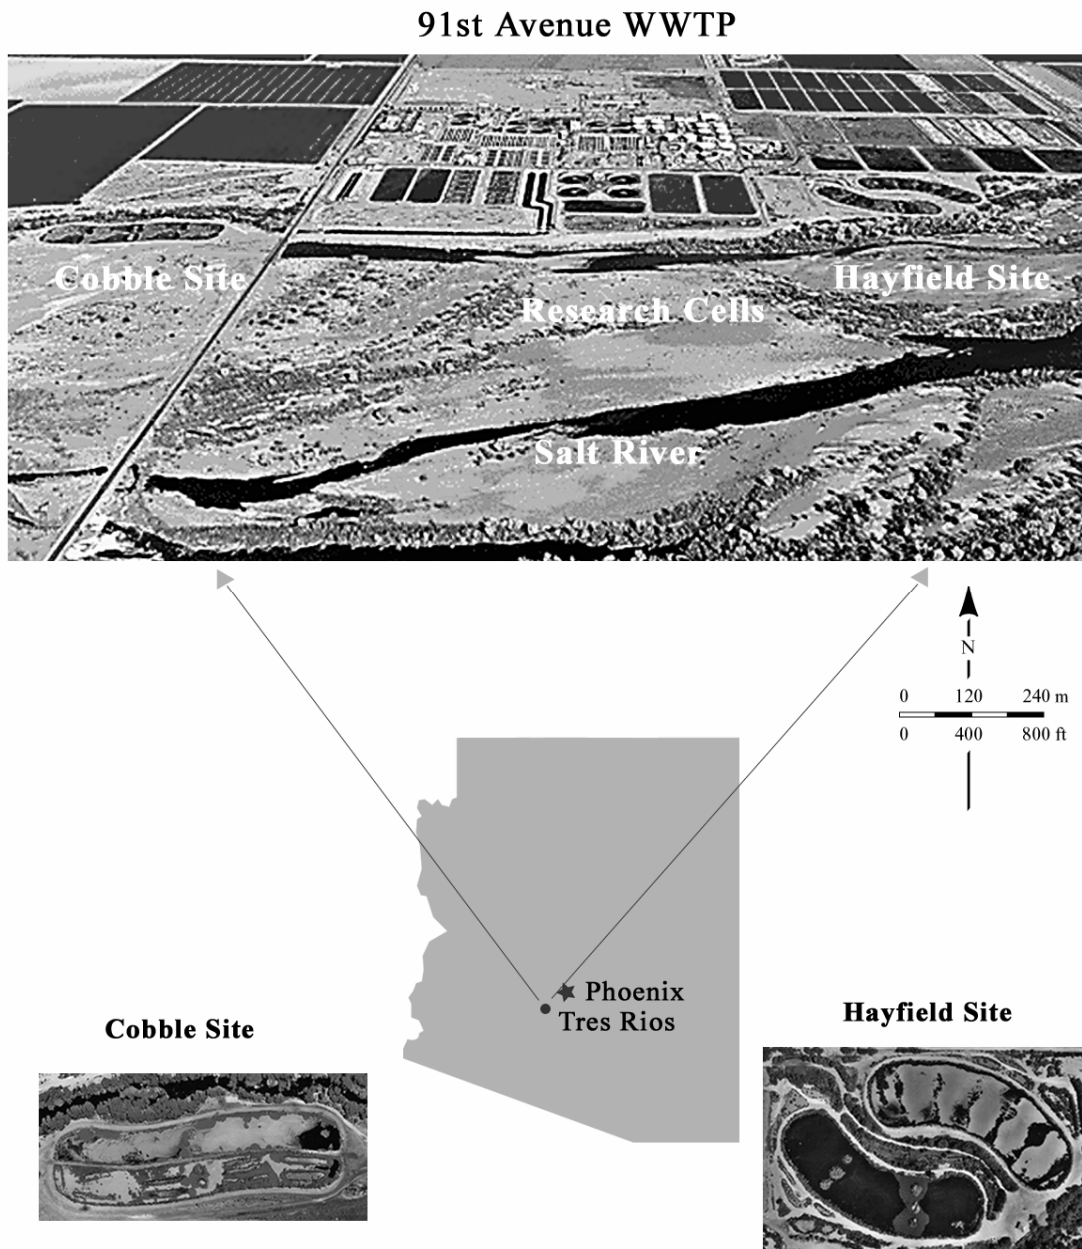 91st Avenue WWTP
Cobble Site
Hayfield Site
Research Cells
Salt River
N
0 120 240 m
0 400 800 ft
Phoenix
Tres Rios
Cobble Site
Hayfield Site